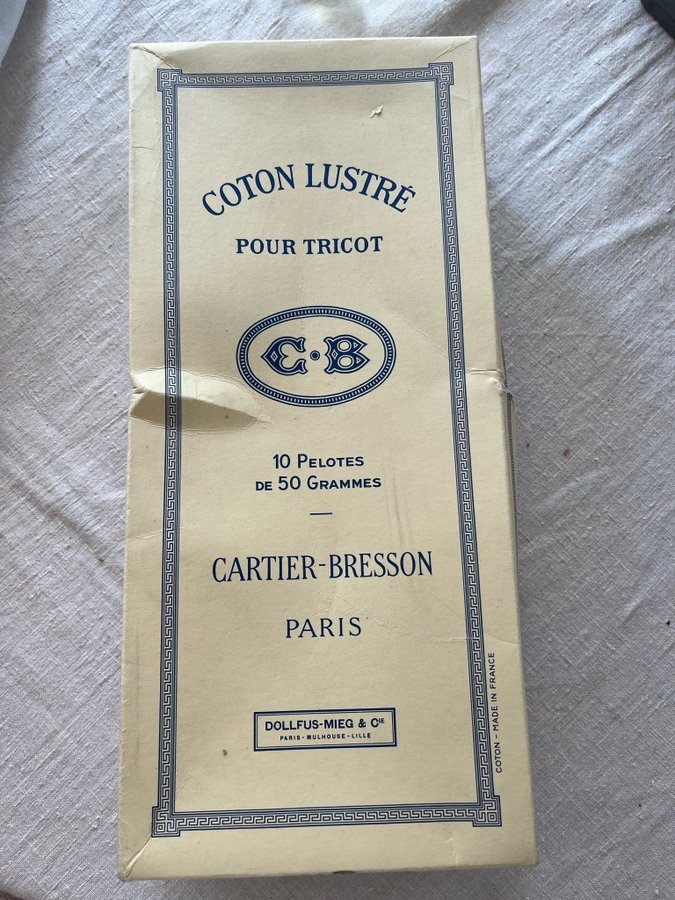 COTON LUSTRÉ
POUR TRICOT
C·B
10 PELOTES
DE 50 GRAMMES
CARTIER-BRESSON
PARIS
DOLLFUS-MIEG & CIE
PARIS-MULHOUSE-LILLE
COTON - MADE IN FRANCE